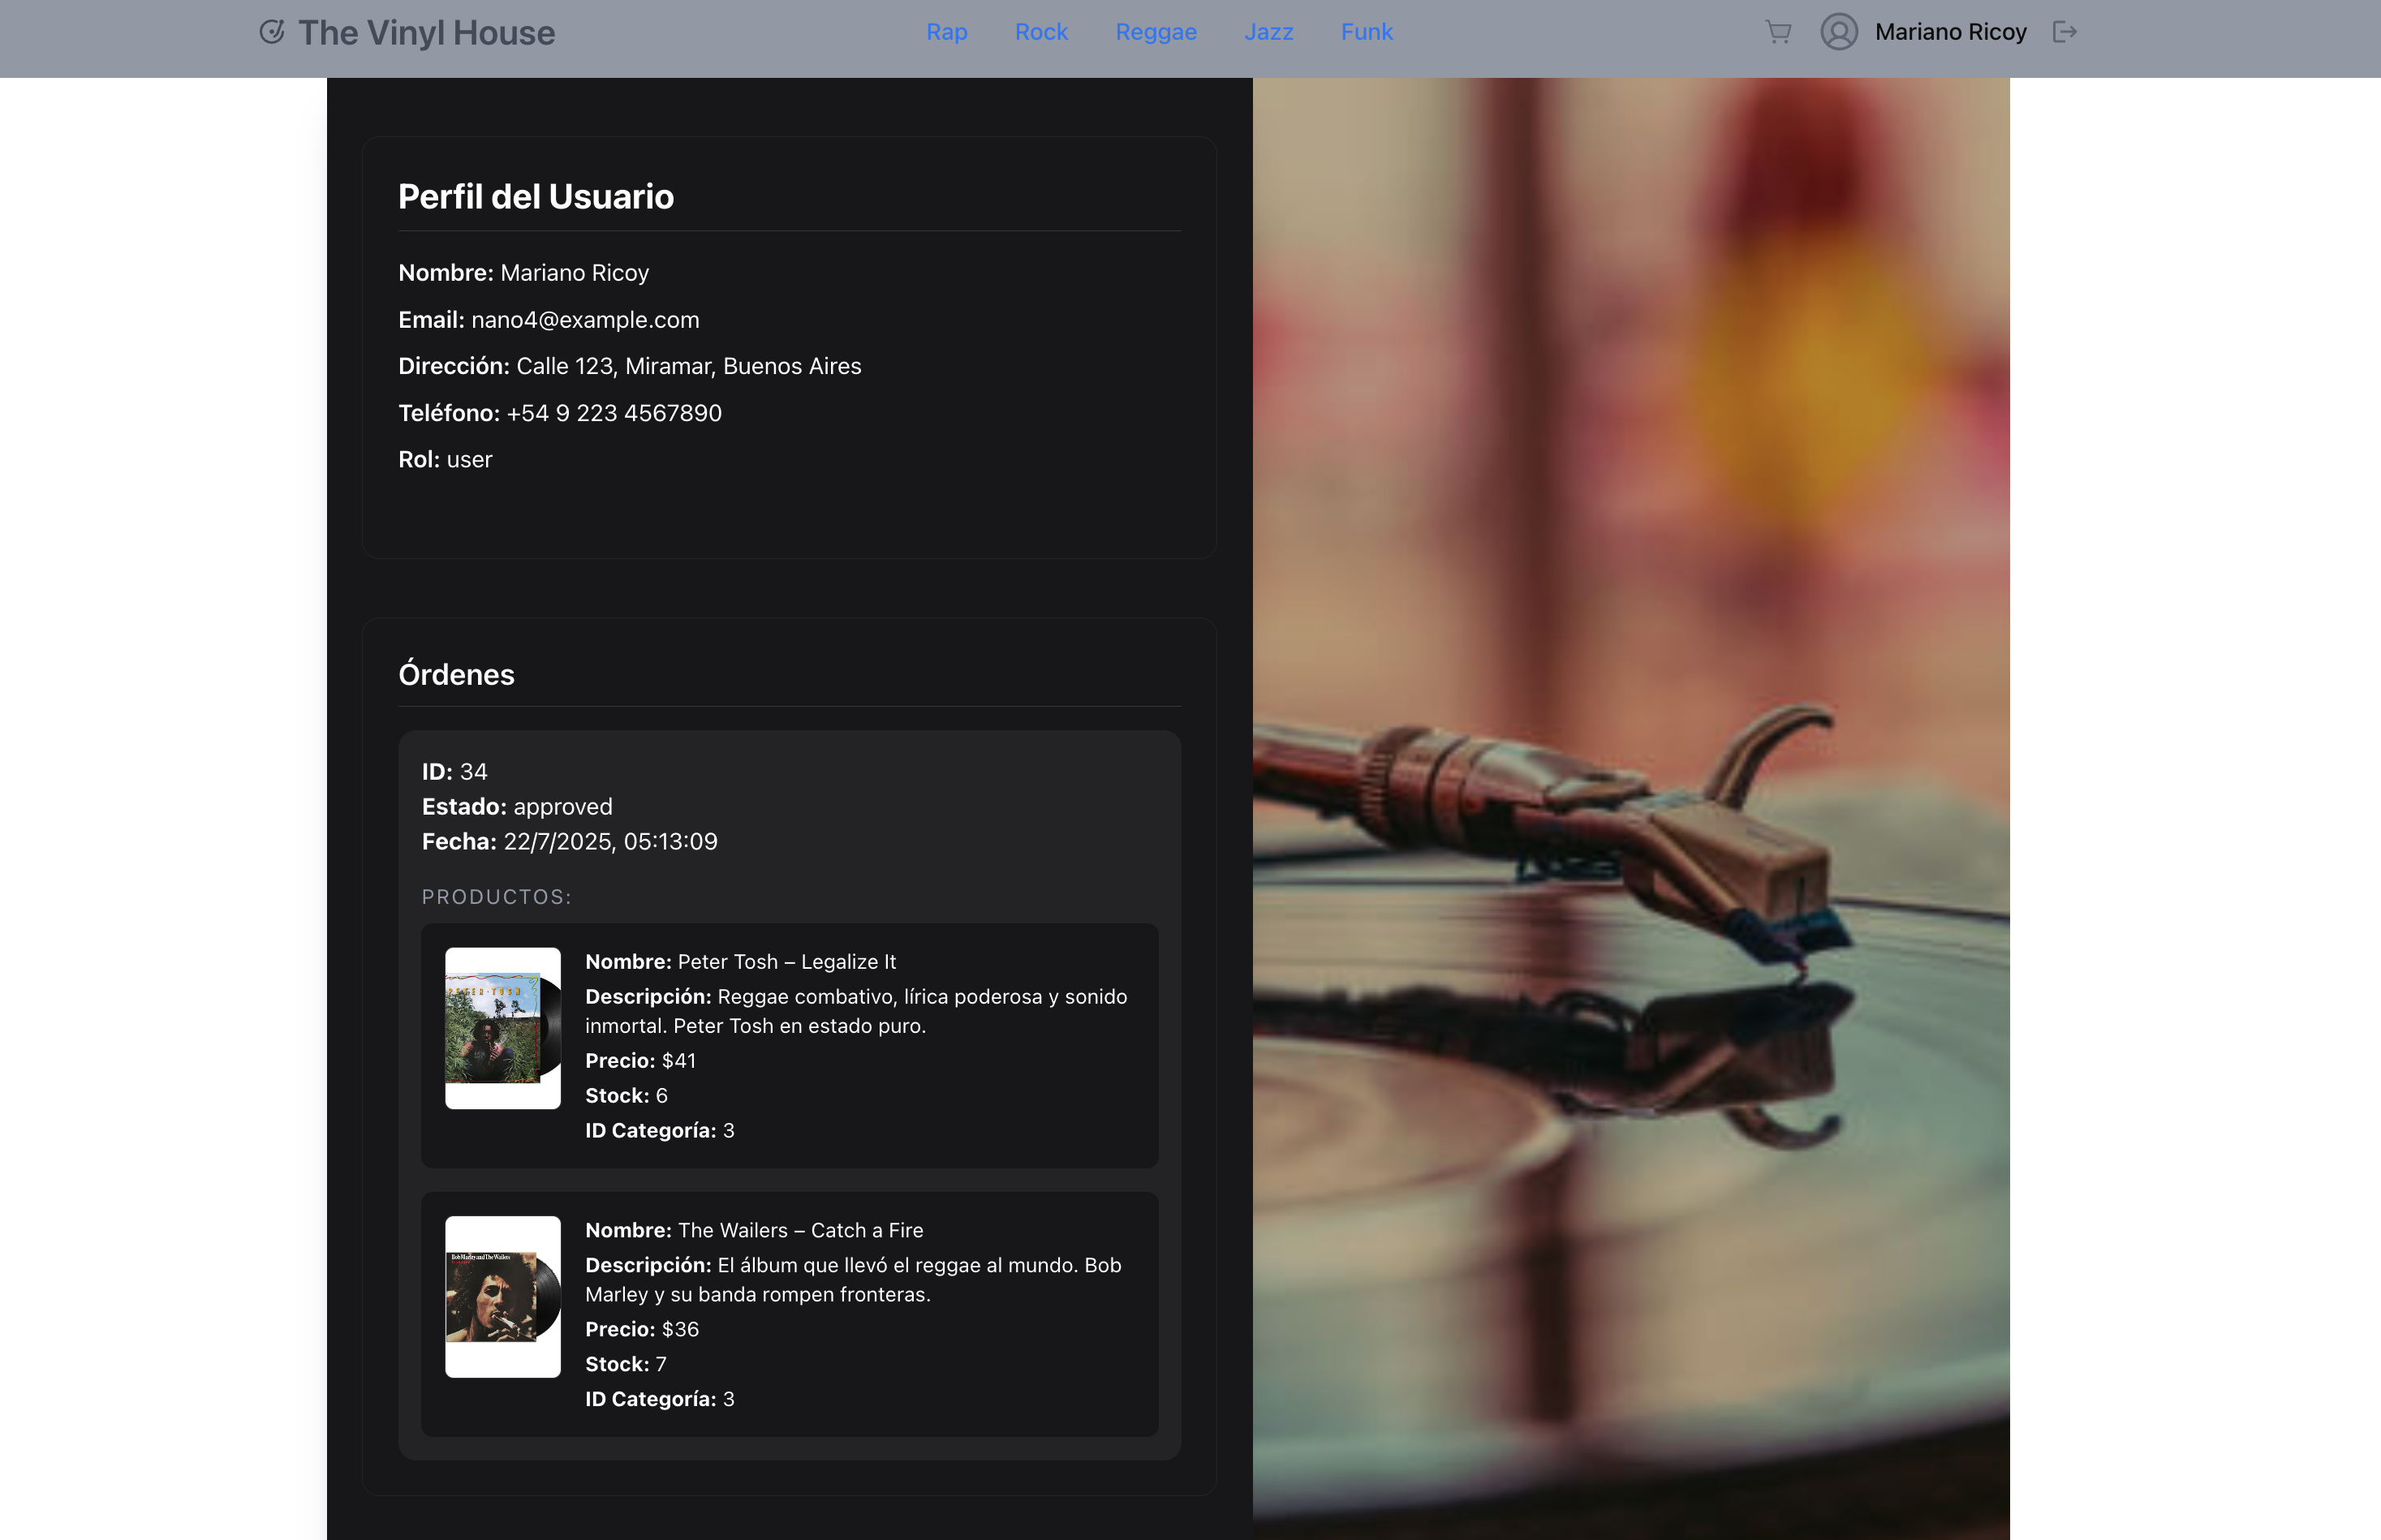 The Vinyl House
Rap Rock Reggae Jazz Funk
Mariano Ricoy
Perfil del Usuario
Nombre: Mariano Ricoy
Email: nano4@example.com
Dirección: Calle 123, Miramar, Buenos Aires
Teléfono: +54 9 223 4567890
Rol: user
Órdenes
ID: 34
Estado: approved
Fecha: 22/7/2025, 05:13:09
PRODUCTOS:
PETER TOSH
Nombre: Peter Tosh – Legalize It
Descripción: Reggae combativo, lírica poderosa y sonido
inmortal. Peter Tosh en estado puro.
Precio: $41
Stock: 6
ID Categoría: 3
Bob Marley and The Wailers
Nombre: The Wailers – Catch a Fire
Descripción: El álbum que llevó el reggae al mundo. Bob
Marley y su banda rompen fronteras.
Precio: $36
Stock: 7
ID Categoría: 3